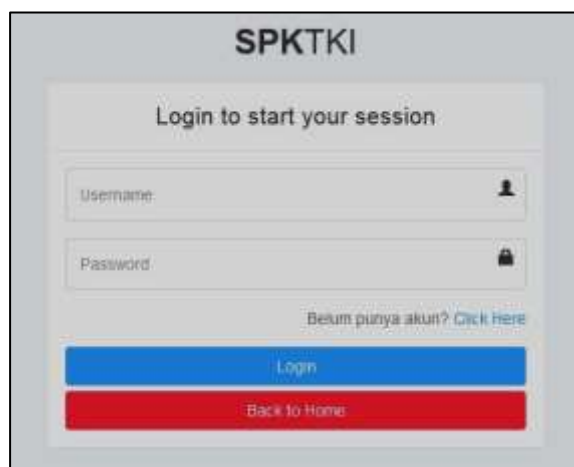 SPKTKI
Login to start your session
Username
Password
Belum punya akun? Click Here
Login
Back to Home